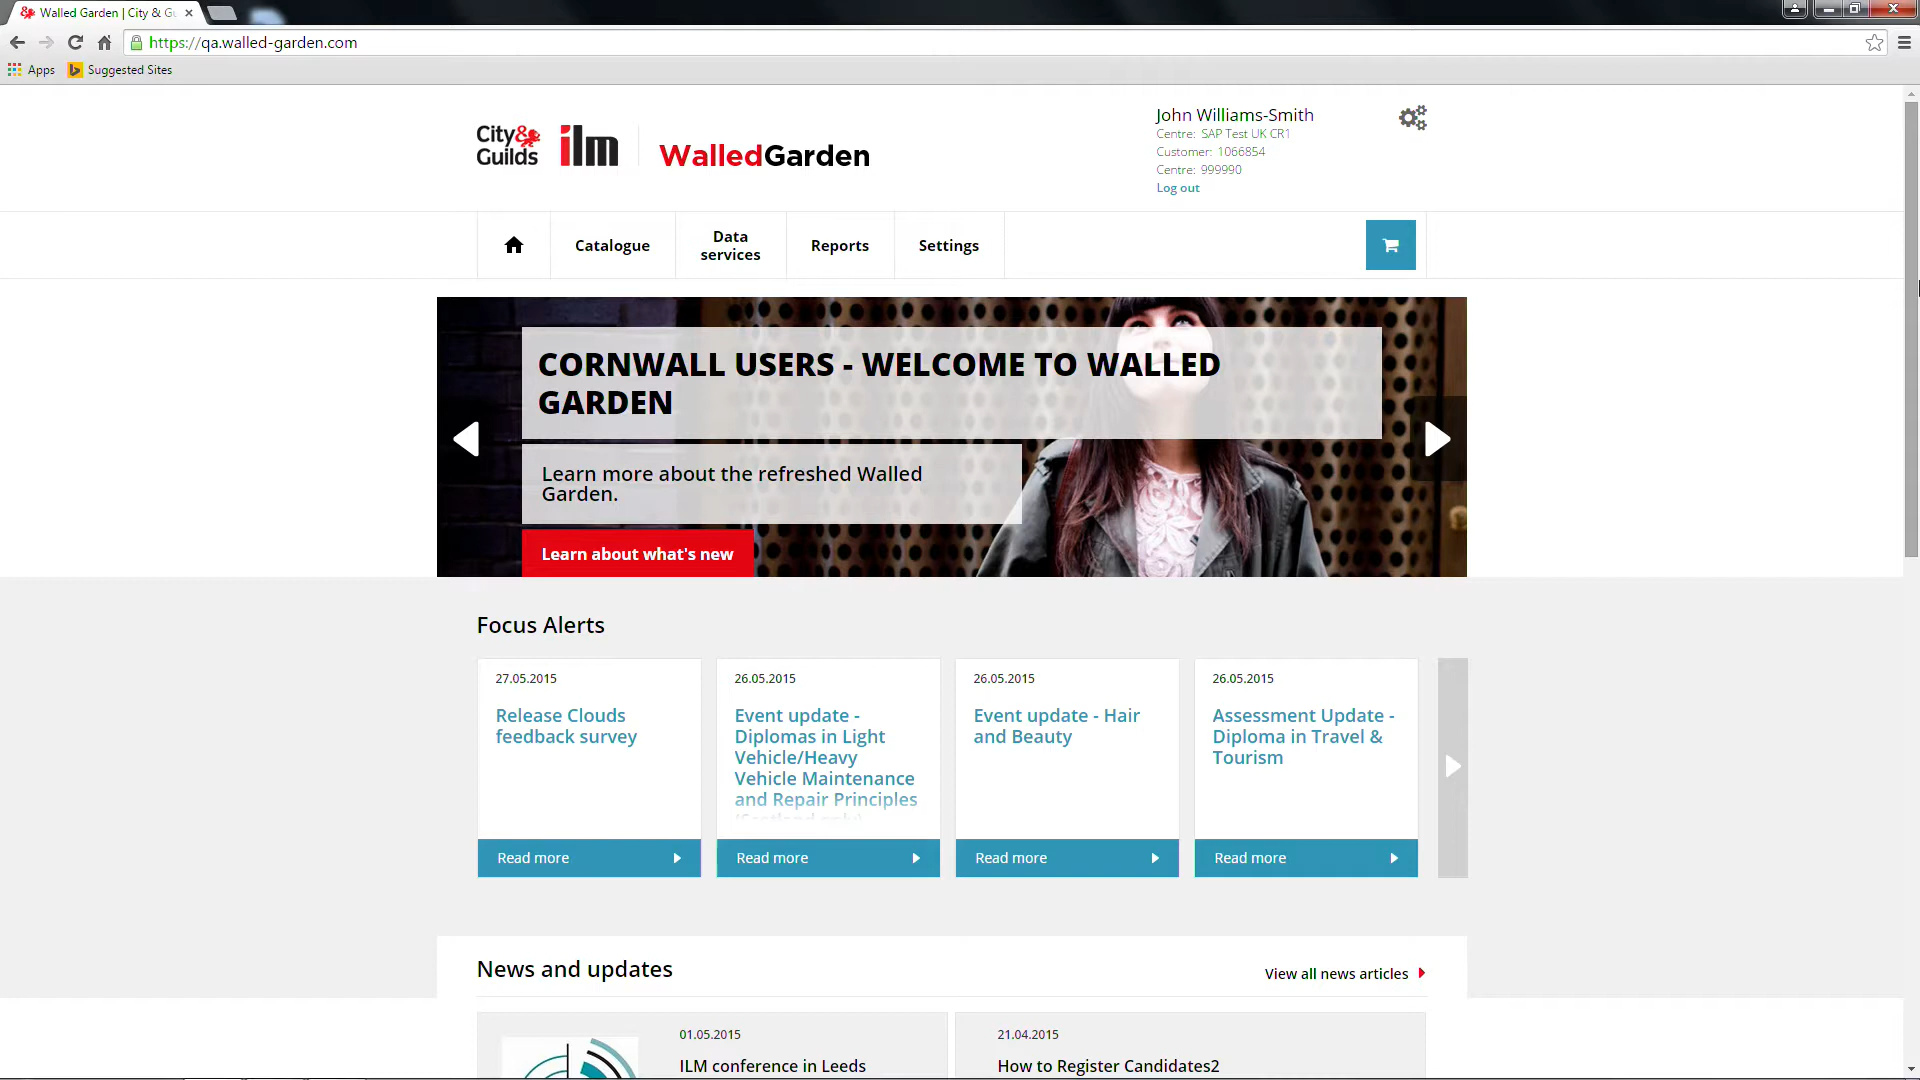 Walled Garden | City & Gu
https://qa.walled-garden.com
Apps
Suggested Sites
City&
Guilds
ilm
WalledGarden
John Williams-Smith
Centre: SAP Test UK CR1
Customer: 1066854
Centre: 999990
Log out
Catalogue
Data
services
Reports
Settings
CORNWALL USERS - WELCOME TO WALLED
GARDEN
Learn more about the refreshed Walled
Garden.
Learn about what's new
Focus Alerts
27.05.2015
Release Clouds
feedback survey
Read more
26.05.2015
Event update -
Diplomas in Light
Vehicle/Heavy
Vehicle Maintenance
and Repair Principles
Read more
26.05.2015
Event update - Hair
and Beauty
Read more
26.05.2015
Assessment Update -
Diploma in Travel &
Tourism
Read more
News and updates
View all news articles
01.05.2015
ILM conference in Leeds
21.04.2015
How to Register Candidates2